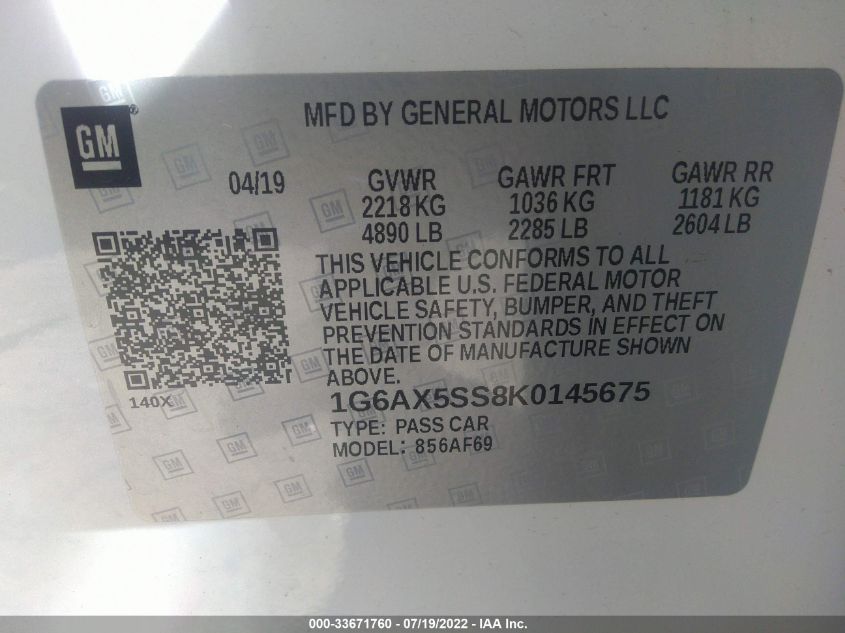 MFD BY GENERAL MOTORS LLC
GM®
04/19
GVWR GAWR FRT GAWR RR
2218 KG 1036 KG 1181 KG
4890 LB 2285 LB 2604 LB
THIS VEHICLE CONFORMS TO ALL
APPLICABLE U.S. FEDERAL MOTOR
VEHICLE SAFETY, BUMPER, AND THEFT
PREVENTION STANDARDS IN EFFECT ON
THE DATE OF MANUFACTURE SHOWN
ABOVE.
140X
1G6AX5SS8K0145675
TYPE: PASS CAR
MODEL: 856AF69
000-33671760 - 07/19/2022 - IAA Inc.